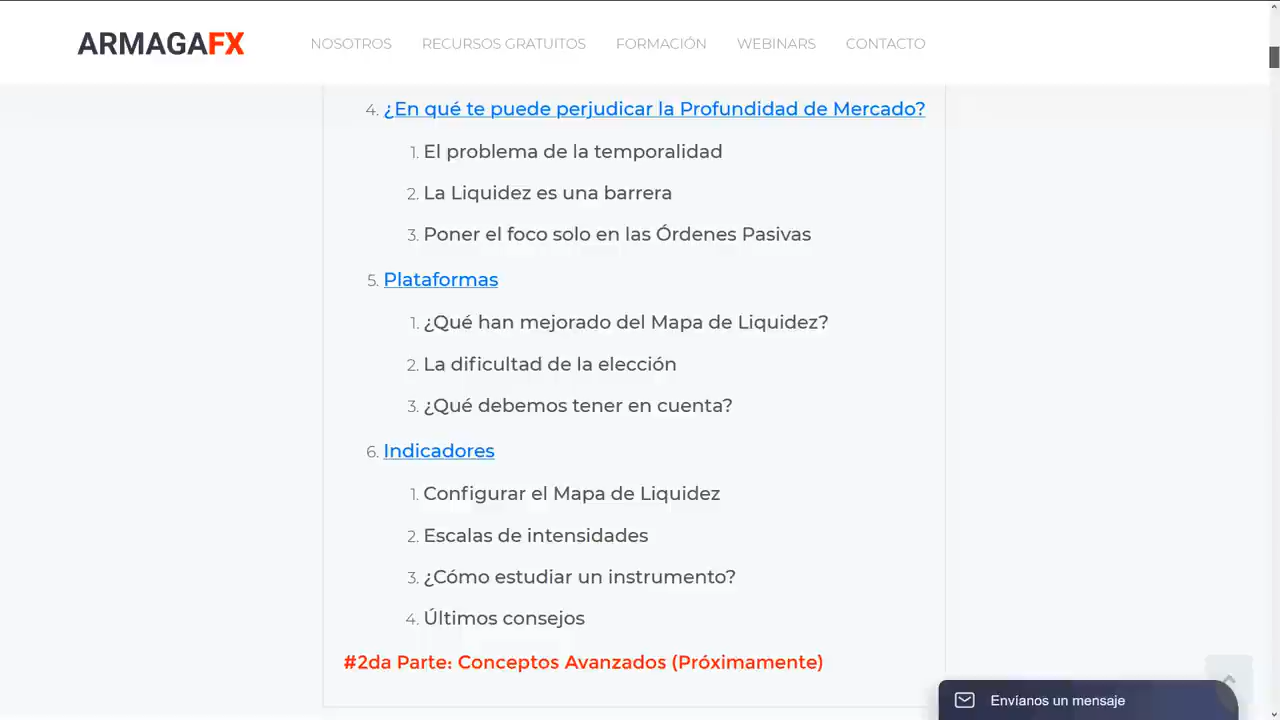 ARMAGAFX
NOSOTROS RECURSOS GRATUITOS FORMACIÓN WEBINARS CONTACTO
4. ¿En qué te puede perjudicar la Profundidad de Mercado?
1. El problema de la temporalidad
2. La Liquidez es una barrera
3. Poner el foco solo en las Órdenes Pasivas
5. Plataformas
1. ¿Qué han mejorado del Mapa de Liquidez?
2. La dificultad de la elección
3. ¿Qué debemos tener en cuenta?
6. Indicadores
1. Configurar el Mapa de Liquidez
2. Escalas de intensidades
3. ¿Cómo estudiar un instrumento?
4. Últimos consejos
#2da Parte: Conceptos Avanzados (Próximamente)
Envíanos un mensaje